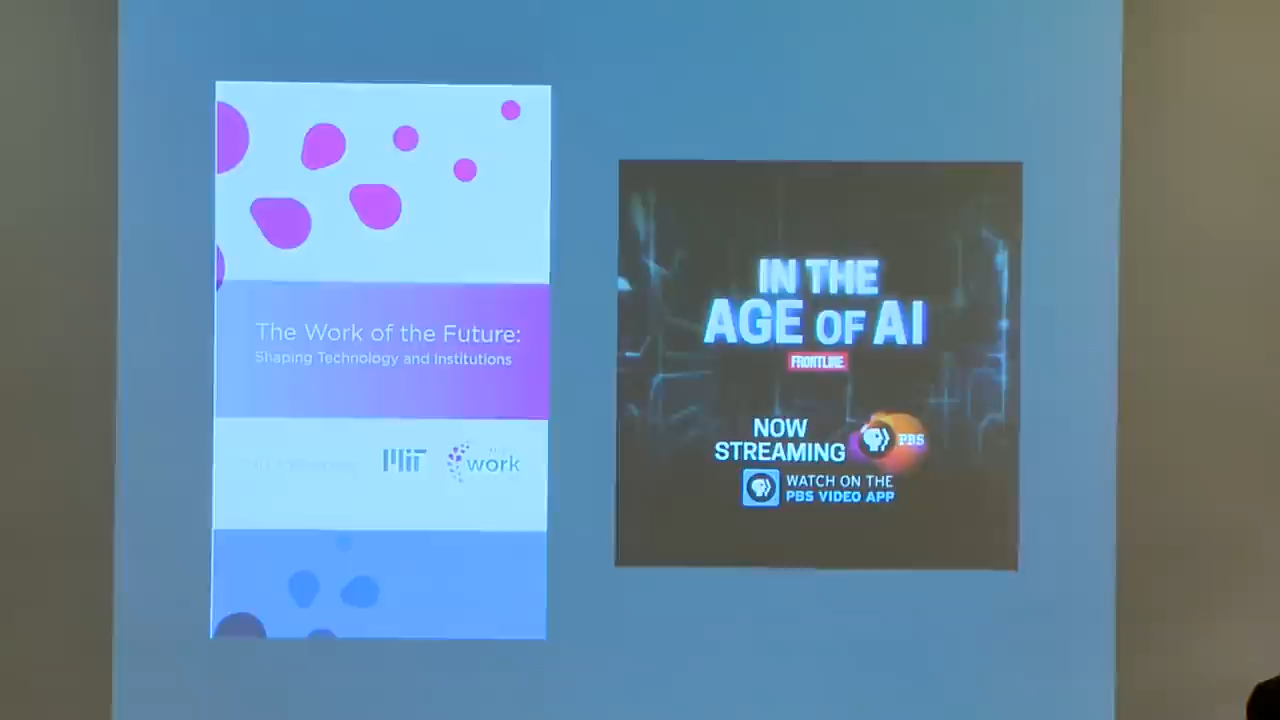 The Work of the Future:
Shaping Technology and Institutions
MIT
work
IN THE
AGE OF AI
FRONTLINE
NOW
STREAMING
PBS
WATCH ON THE
PBS VIDEO APP